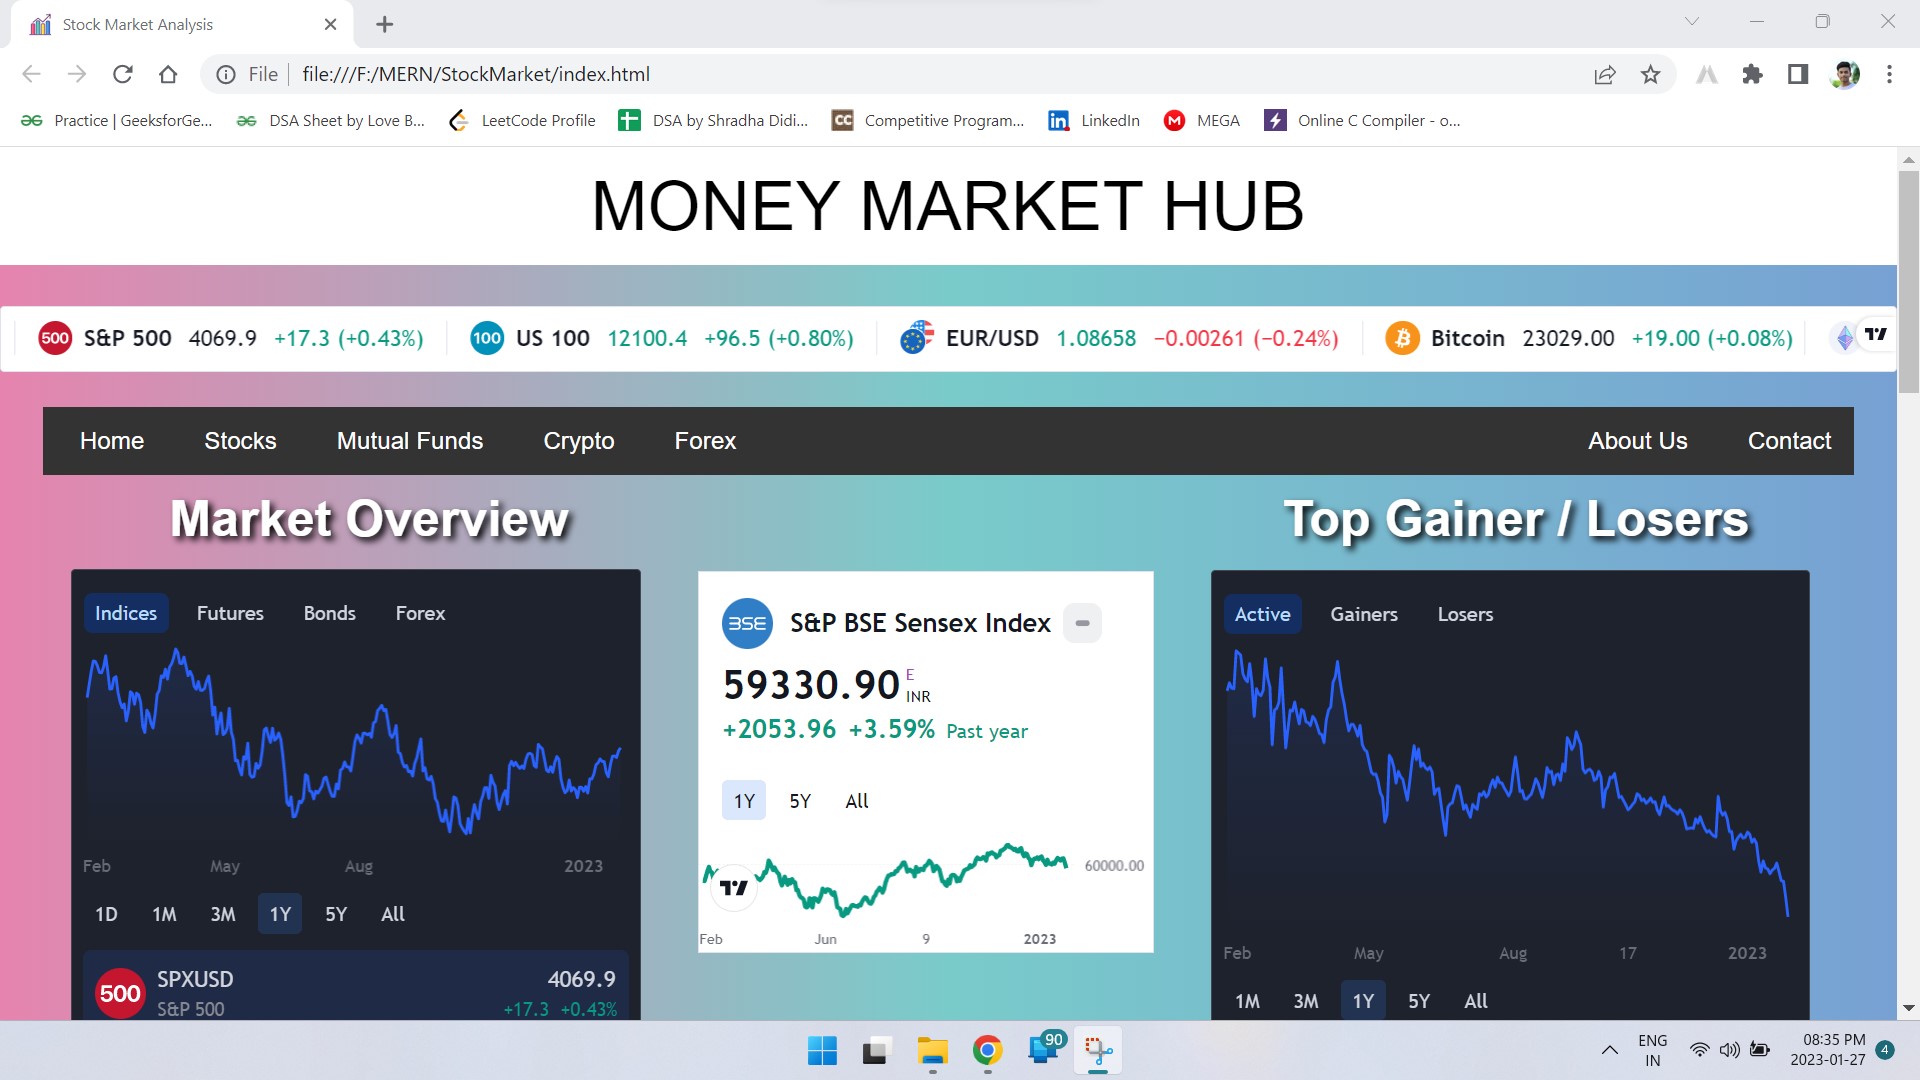 Stock Market Analysis
File
file:///F:/MERN/StockMarket/index.html
Practice | GeeksforGe...
DSA Sheet by Love B...
LeetCode Profile
DSA by Shradha Didi...
CC
Competitive Program...
in
LinkedIn
M
MEGA
Online C Compiler - o...
MONEY MARKET HUB
500 S&P 500 4069.9 +17.3 (+0.43%)
100 US 100 12100.4 +96.5 (+0.80%)
EUR/USD 1.08658 −0.00261 (−0.24%)
Bitcoin 23029.00 +19.00 (+0.08%)
Home
Stocks
Mutual Funds
Crypto
Forex
About Us
Contact
Market Overview
Indices Futures Bonds Forex
Feb May Aug 2023
1D 1M 3M 1Y 5Y All
500
SPXUSD 4069.9
S&P 500 +17.3 +0.43%
BSE
S&P BSE Sensex Index
59330.90 E
INR
+2053.96 +3.59% Past year
1Y 5Y All
60000.00
Feb Jun 9 2023
Top Gainer / Losers
Active Gainers Losers
Feb May Aug 17 2023
1M 3M 1Y 5Y All
90
ENG
IN
08:35 PM
2023-01-27
4